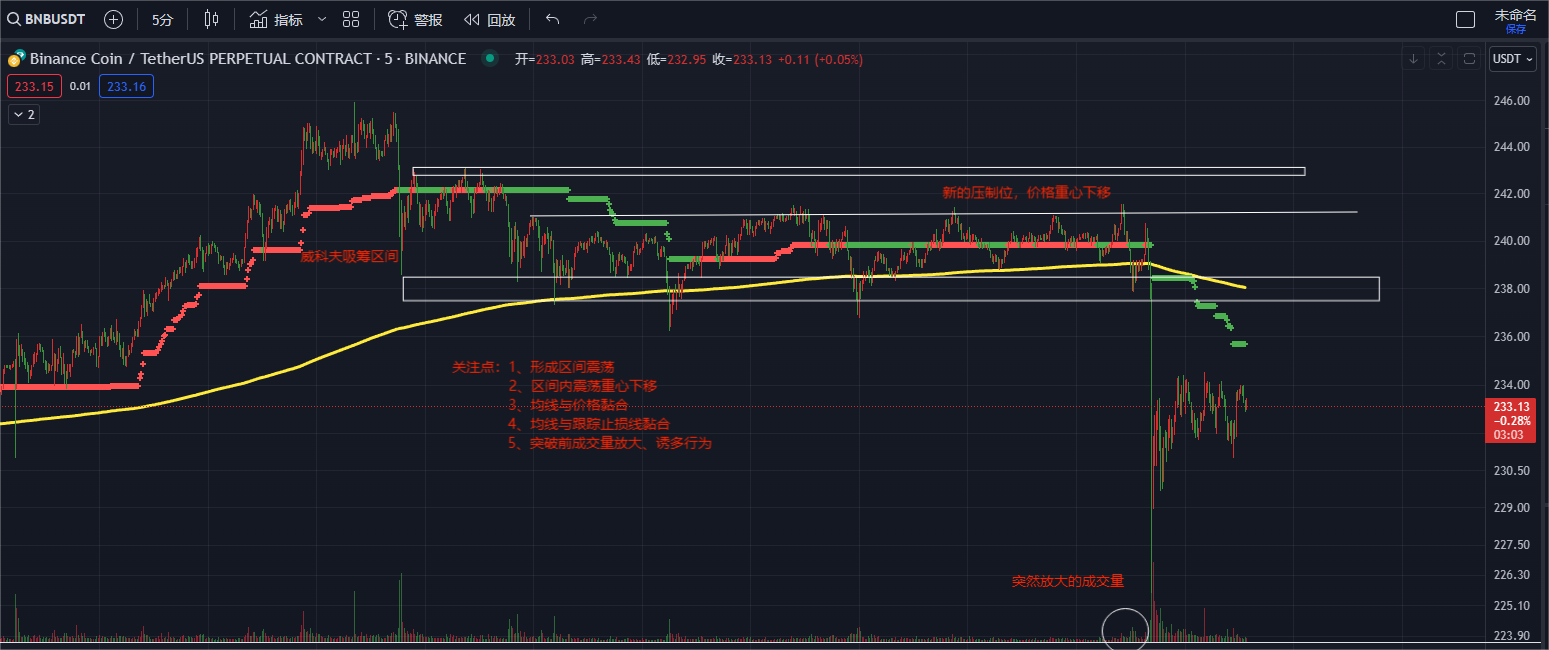 BNBUSDT 5分 指标 警报 回放 未命名
保存
Binance Coin / TetherUS PERPETUAL CONTRACT · 5 · BINANCE 开=233.03 高=233.43 低=232.95 收=233.13 +0.11 (+0.05%) USDT
233.15 0.01 233.16
2
246.00
244.00
新的压制位，价格重心下移
242.00
240.00
威科夫吸筹区间
238.00
236.00
关注点：1、形成区间震荡
2、区间内震荡重心下移
3、均线与价格黏合
4、均线与跟踪止损线黏合
5、突破前成交量放大、诱多行为
234.00
233.13
-0.28%
03:03
230.50
229.00
227.50
226.30
突然放大的成交量
225.10
223.90